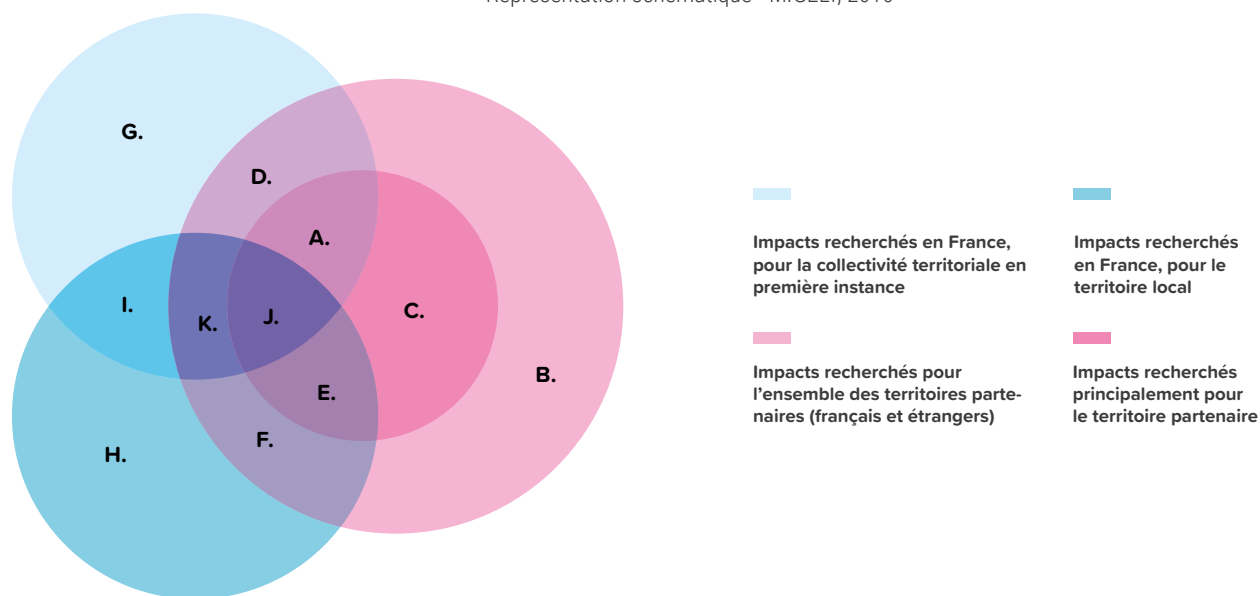 G.
D.
A.
I.
K.
J.
C.
B.
E.
F.
H.
Impacts recherchés en France,
pour la collectivité territoriale en
première instance
Impacts recherchés
en France, pour le
territoire local
Impacts recherchés pour
l'ensemble des territoires parte-
naires (français et étrangers)
Impacts recherchés
principalement pour
le territoire partenaire